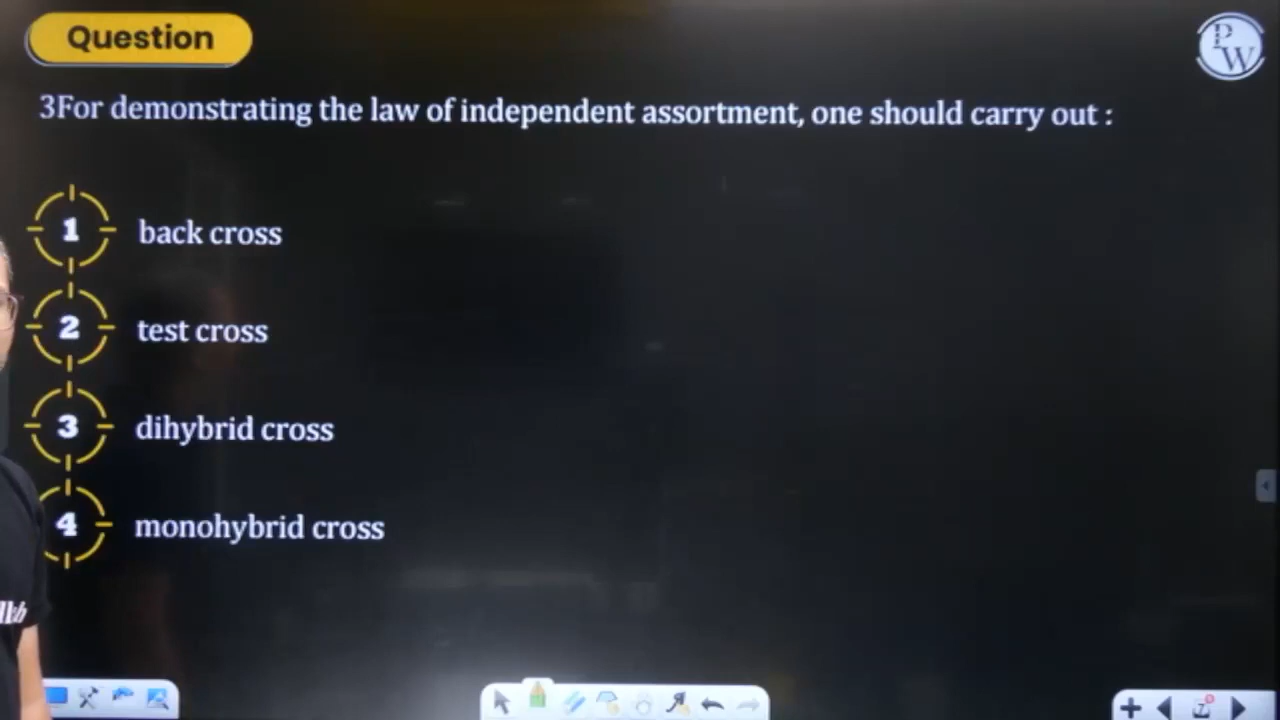 Question
PW
3For demonstrating the law of independent assortment, one should carry out :
1 back cross
2 test cross
3 dihybrid cross
4 monohybrid cross